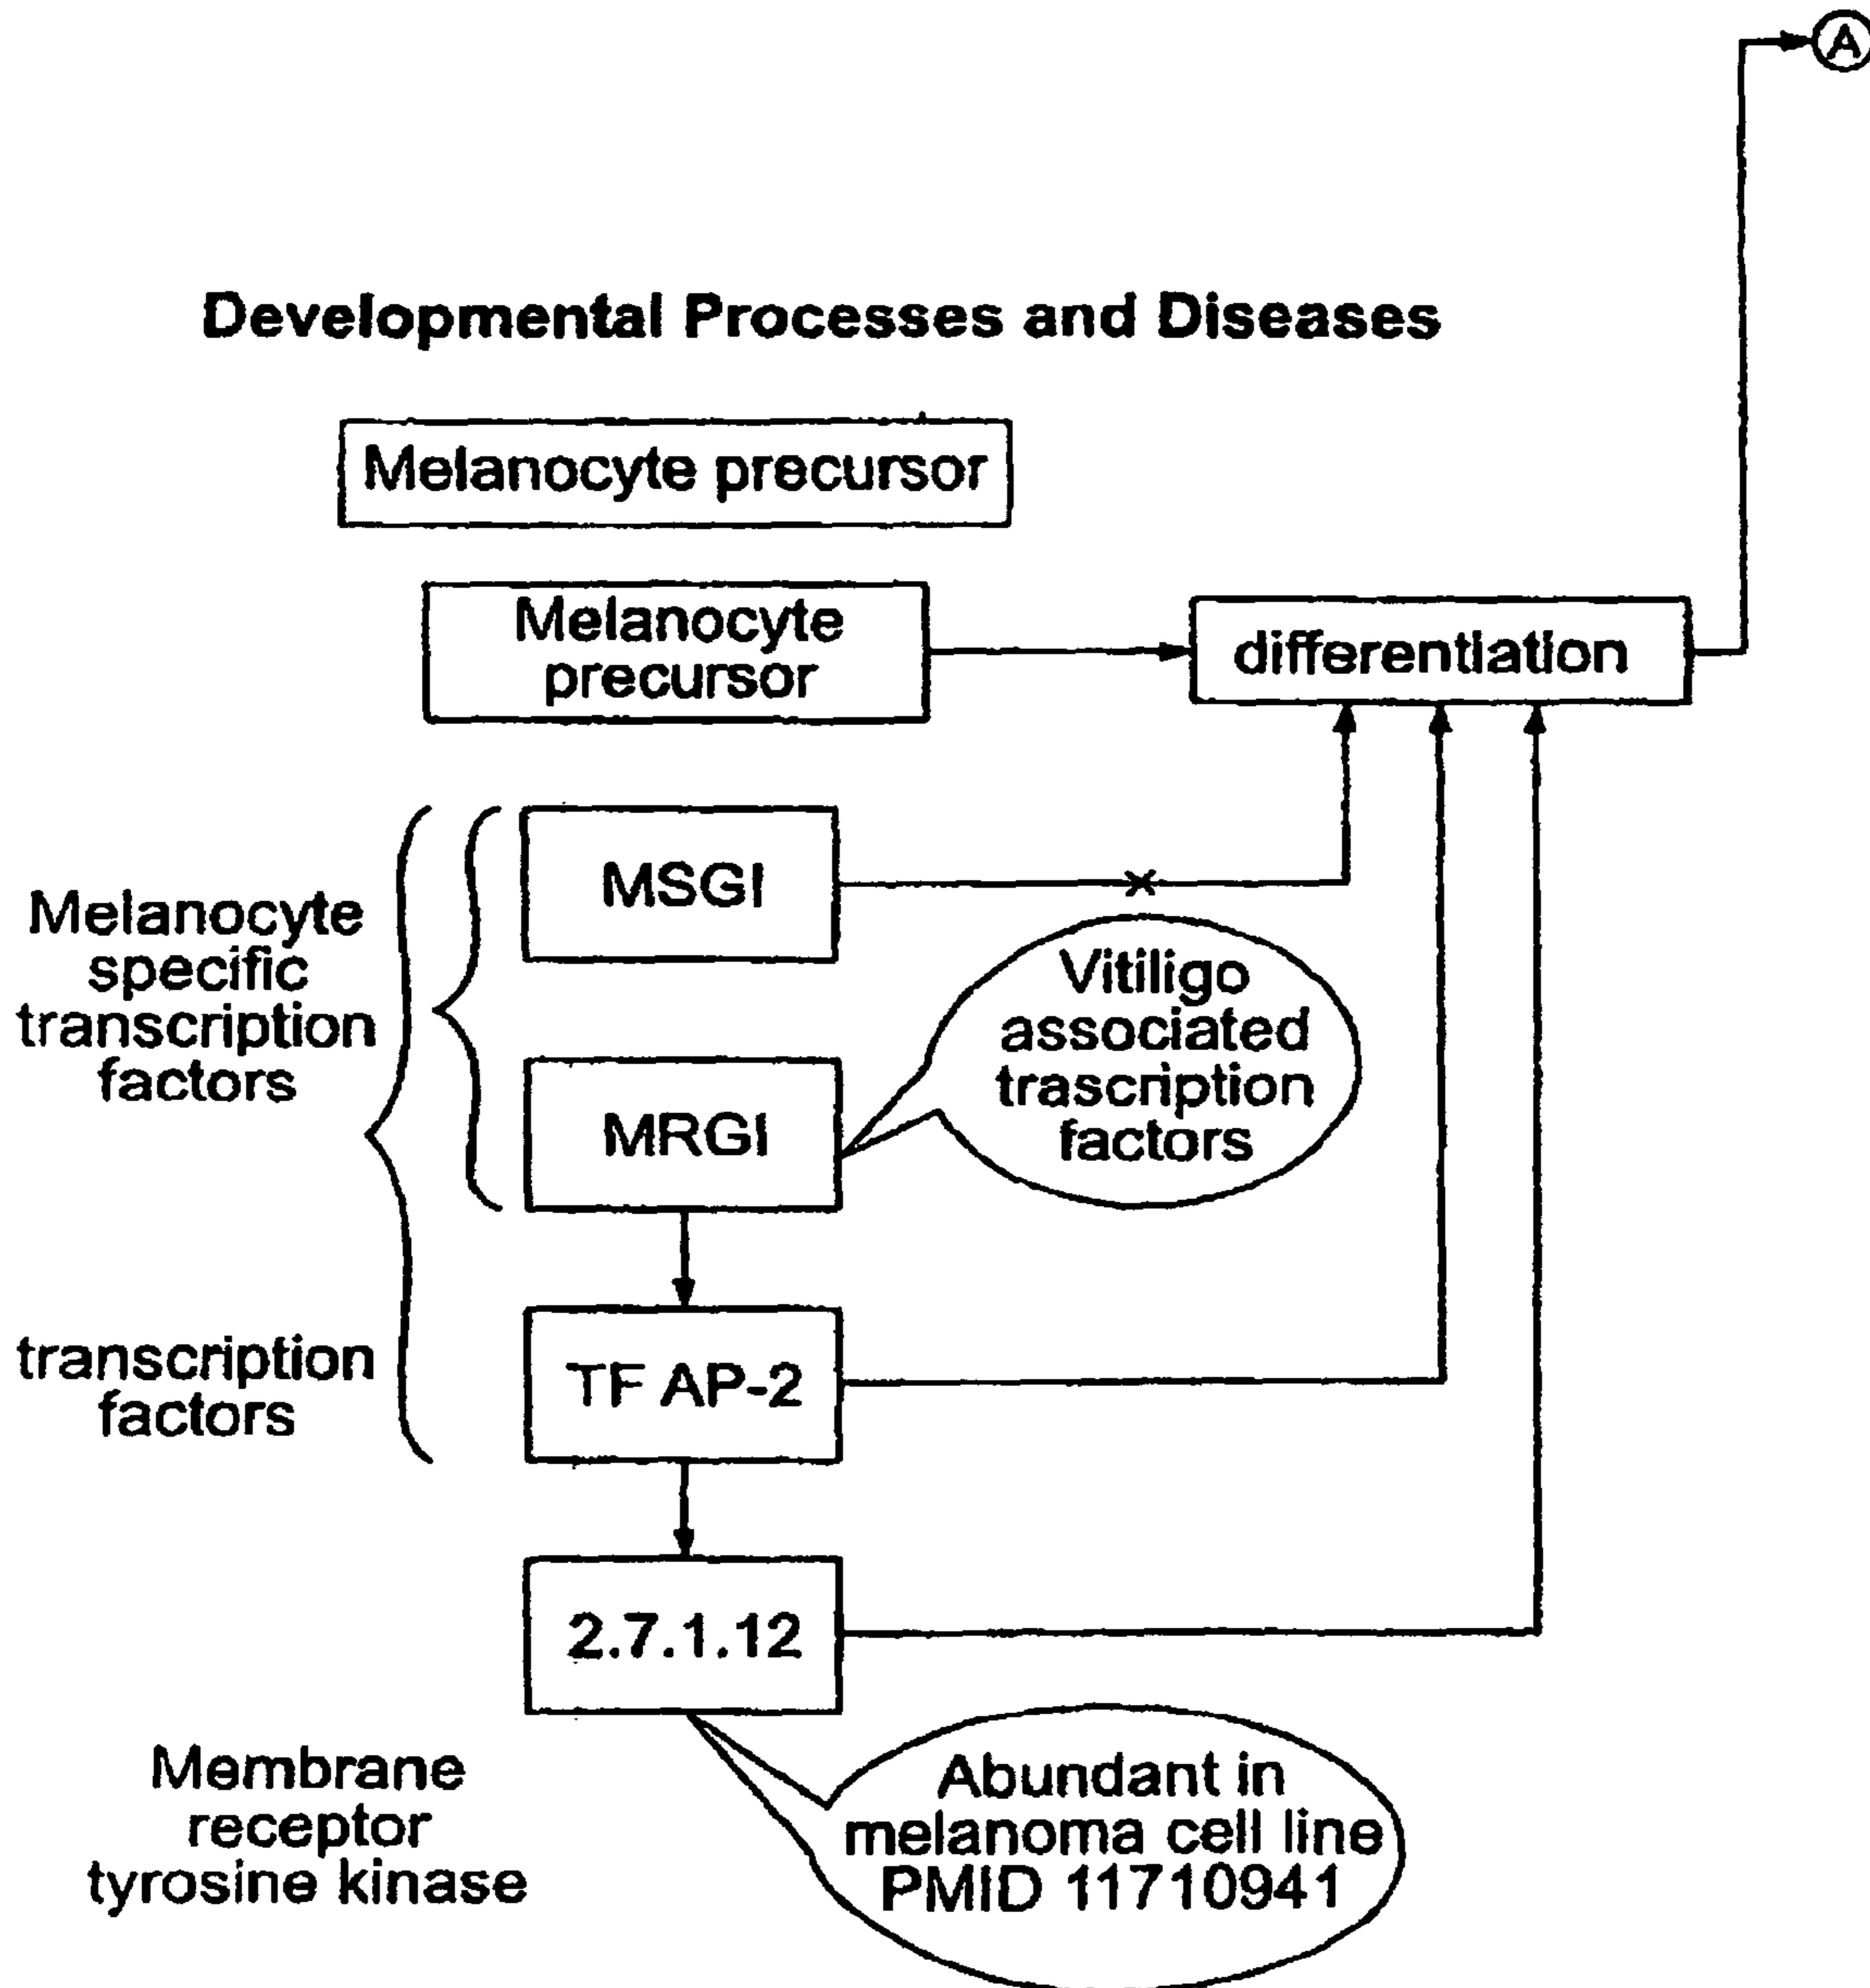 A
Developmental Processes and Diseases
Melanocyte precursor
Melanocyte
precursor
differentiation
Melanocyte
specific
transcription
factors
MSGI
Vitiligo
associated
trascription
factors
MRGI
transcription
factors
TF AP-2
2.7.1.12
Membrane
receptor
tyrosine kinase
Abundant in
melanoma cell line
PMID 11710941